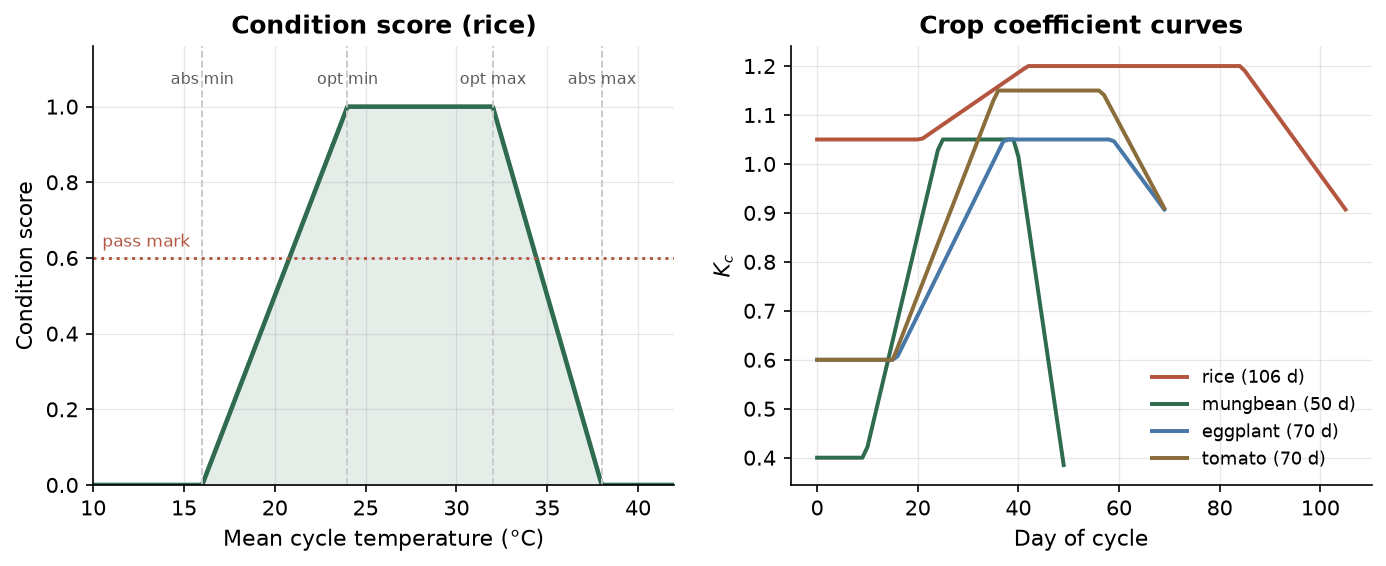 Condition score (rice)
abs min
opt min
opt max
abs max
pass mark
Condition score
1.0
0.8
0.6
0.4
0.2
0.0
10
15
20
25
30
35
40
Mean cycle temperature (°C)
Crop coefficient curves
K_c
1.2
1.1
1.0
0.9
0.8
0.7
0.6
0.5
0.4
rice (106 d)
mungbean (50 d)
eggplant (70 d)
tomato (70 d)
0
20
40
60
80
100
Day of cycle